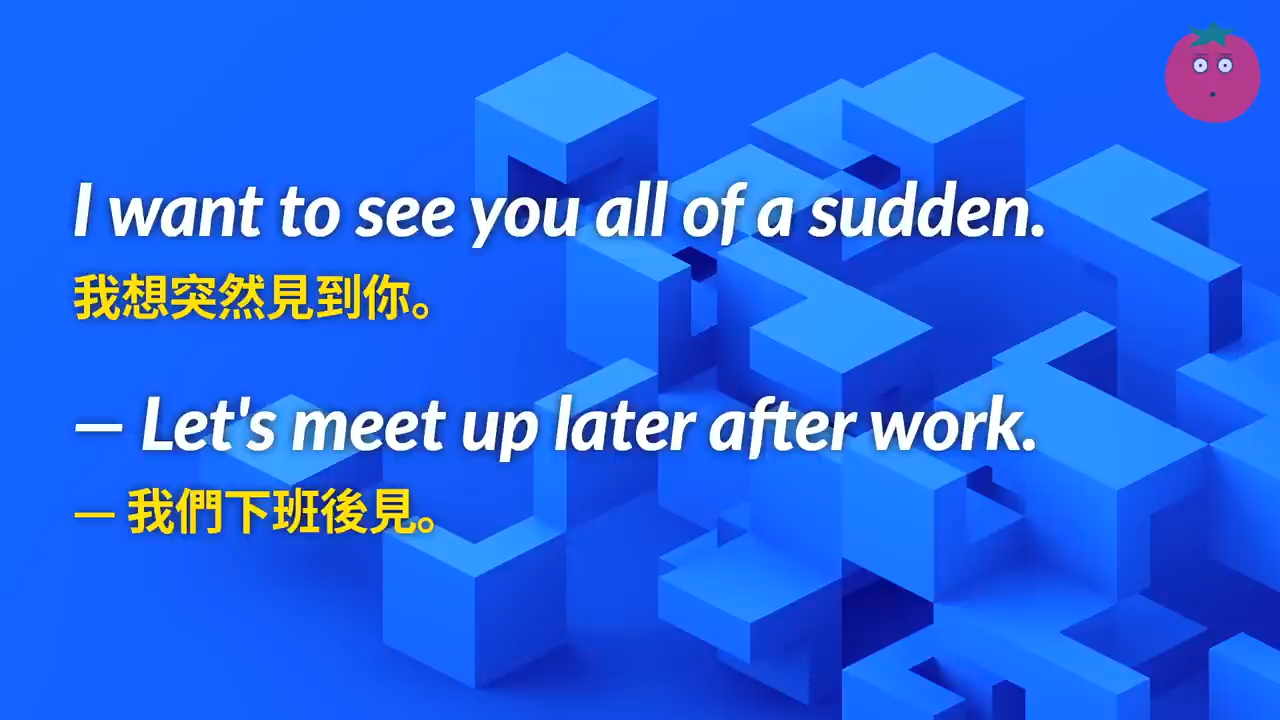 I want to see you all of a sudden.
我想突然見到你。
— Let's meet up later after work.
— 我們下班後見。